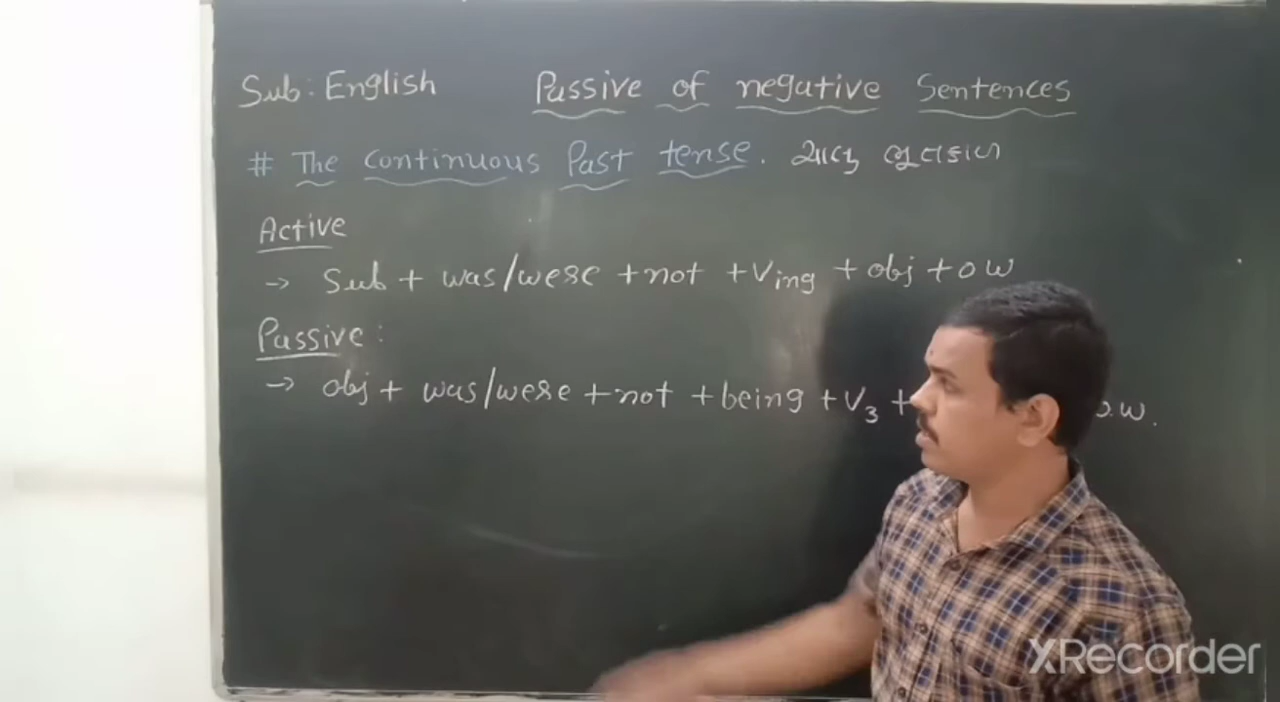 Sub: English Passive of negative Sentences
# The continuous Past tense. ચાલુ ભૂતકાળ
Active
→ Sub + was/were + not + Ving + obj + o w
Passive:
→ obj + was/were + not + being + V3 +
o.w.
XRecorder